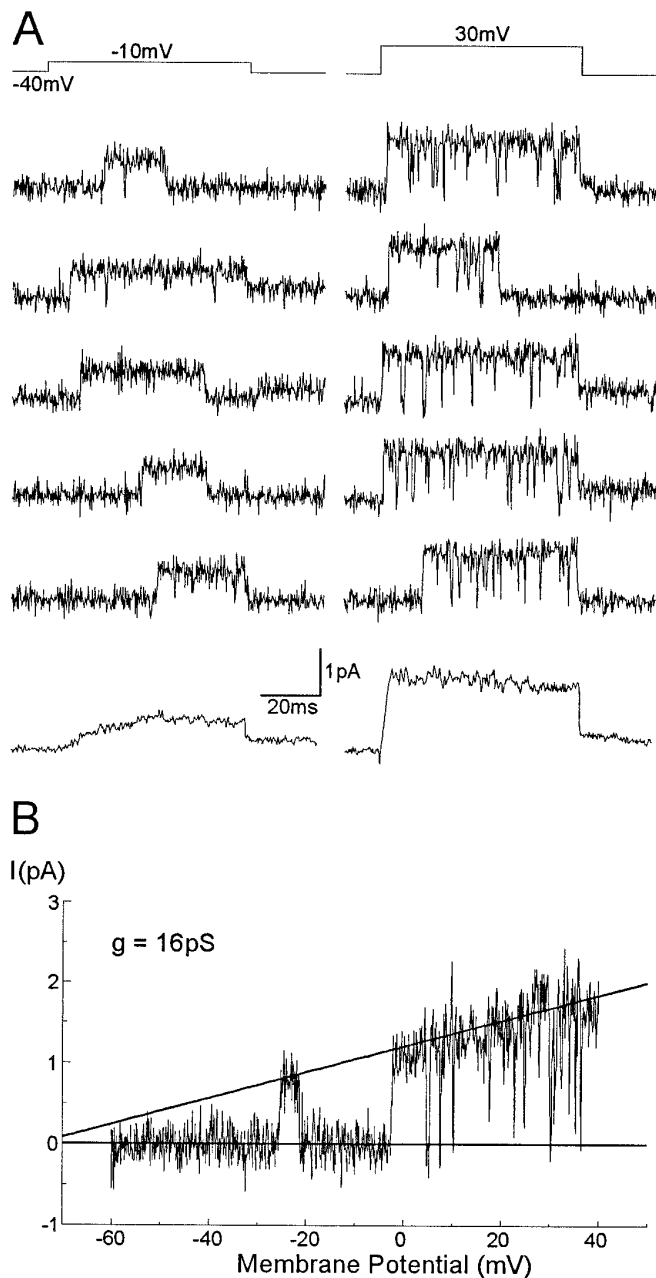 A
-10mV
30mV
-40mV
1pA
20ms
B
I(pA)
3
g = 16pS
2
1
0
-1
-60
-40
-20
0
20
40
Membrane Potential (mV)